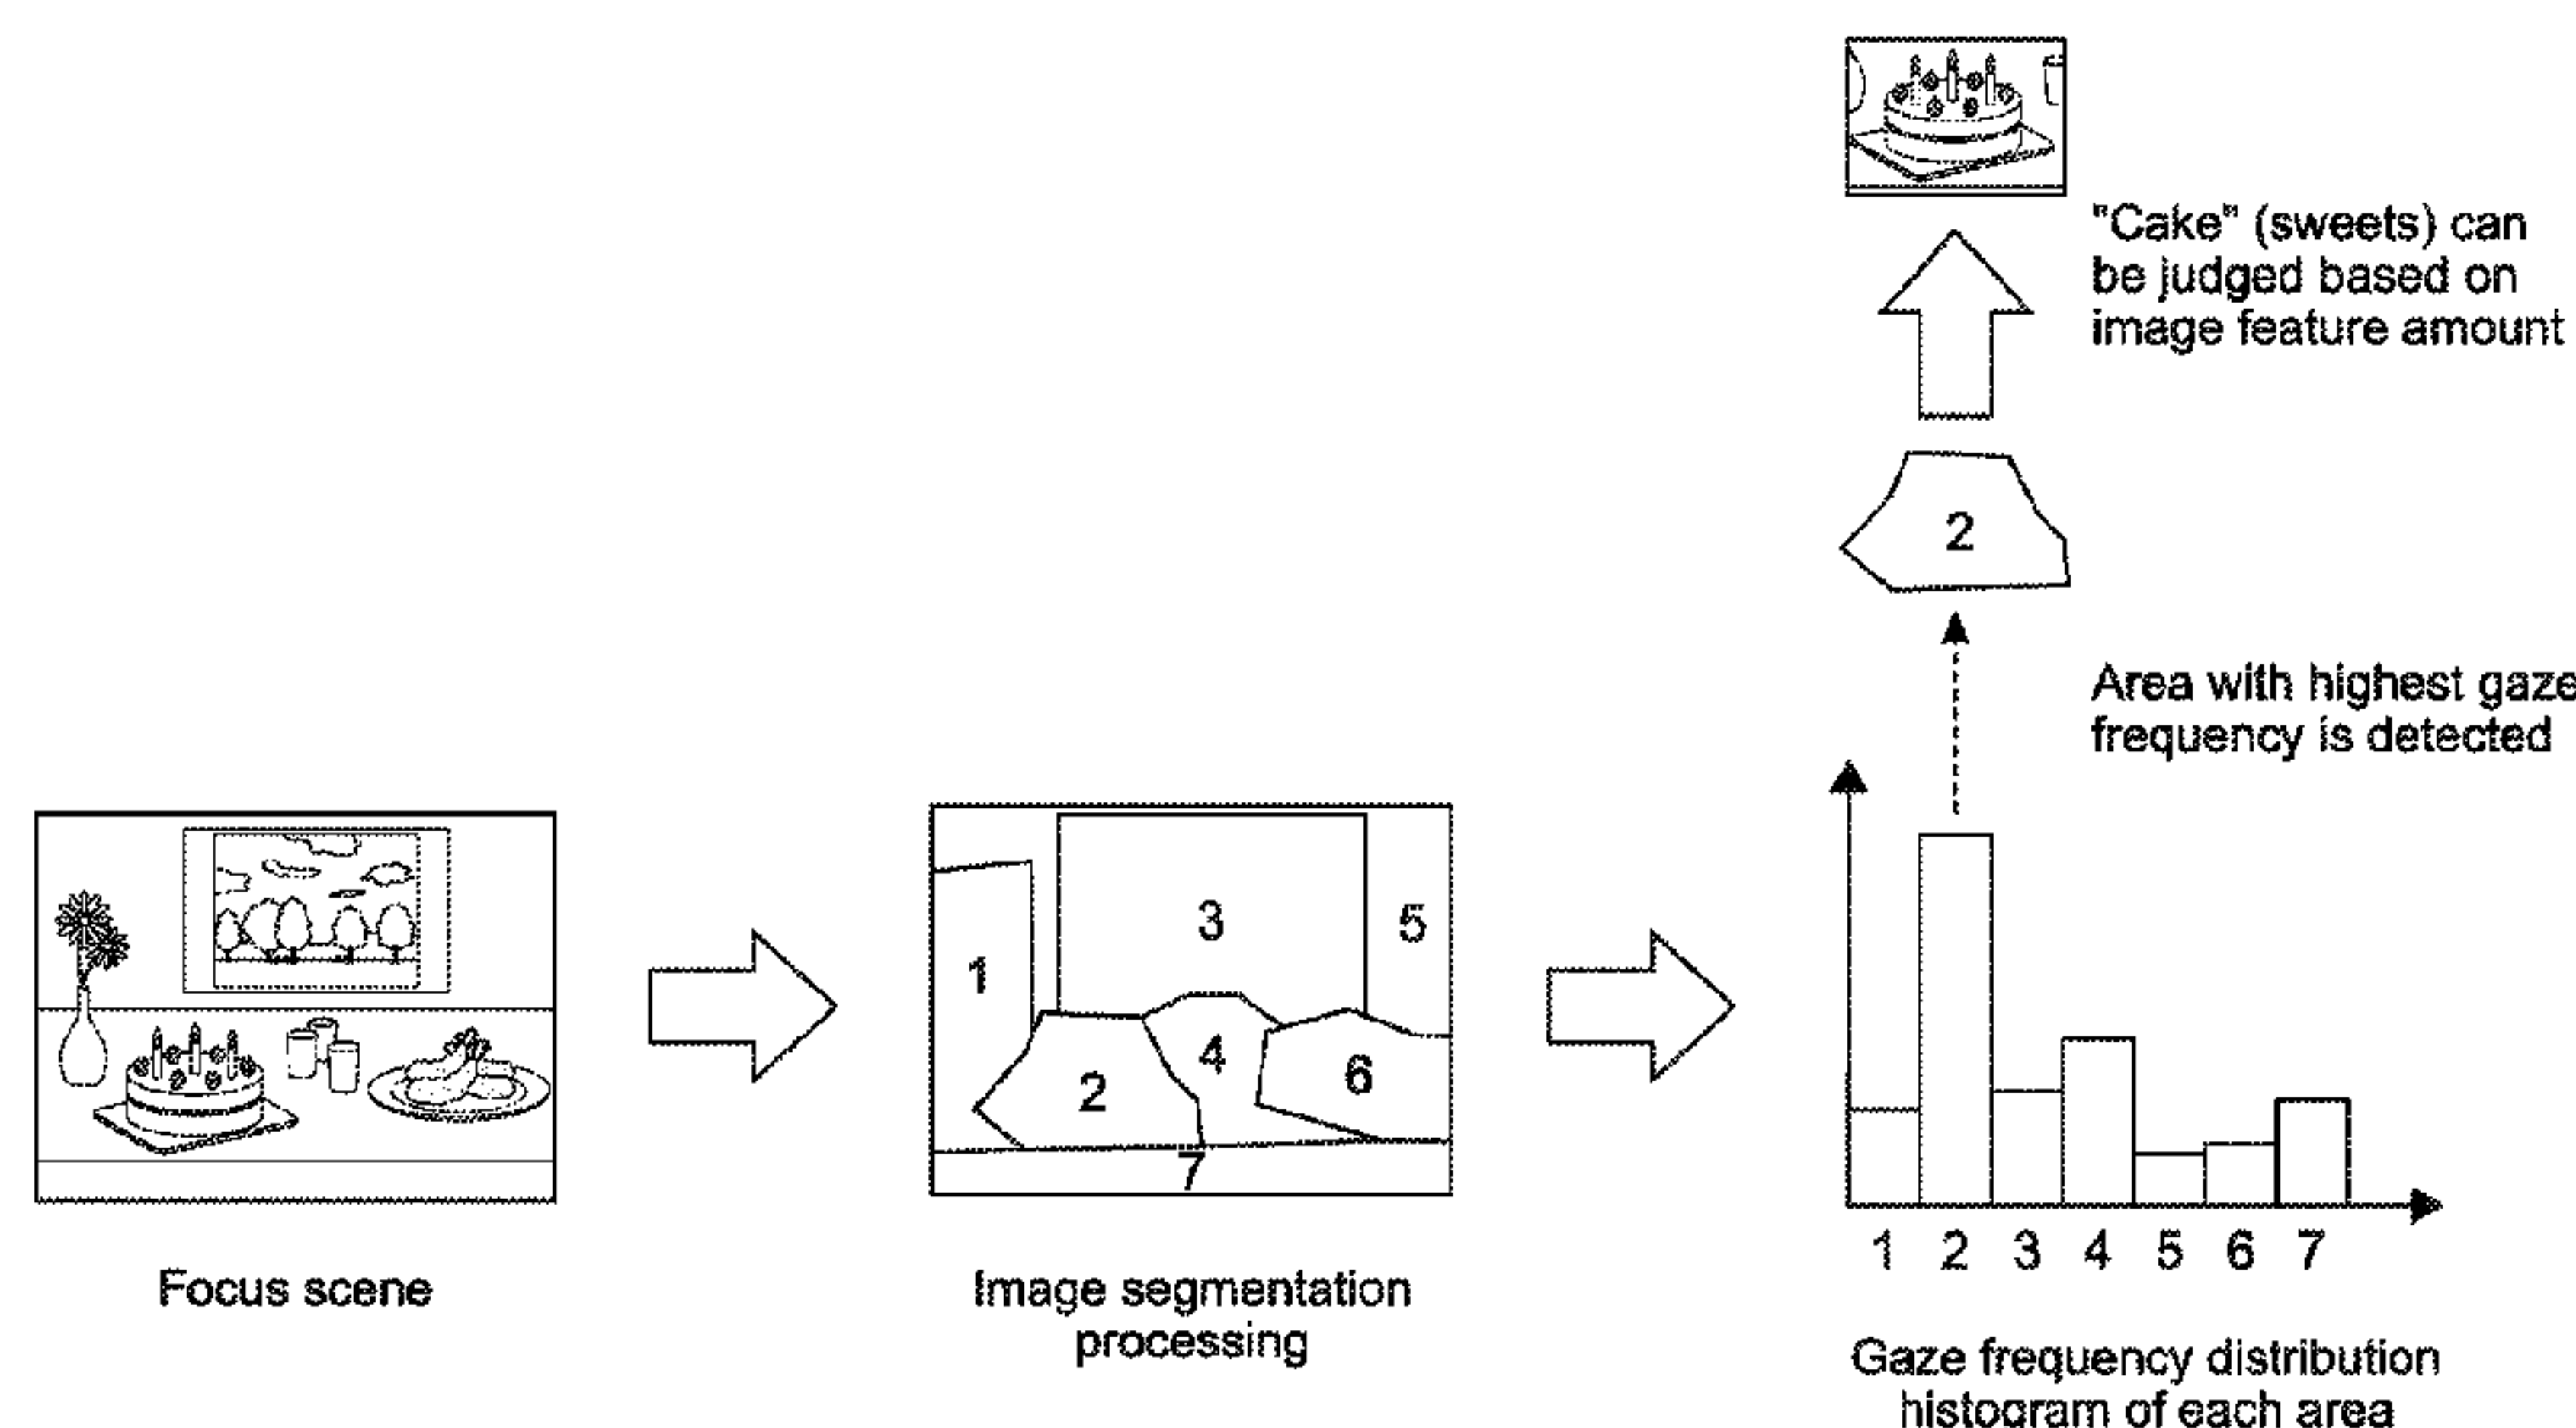 "Cake" (sweets) can
be judged based on
image feature amount
2
Area with highest gaze
frequency is detected
3
5
1
4
2
6
7
1 2 3 4 5 6 7
Focus scene
Image segmentation
processing
Gaze frequency distribution
histogram of each area